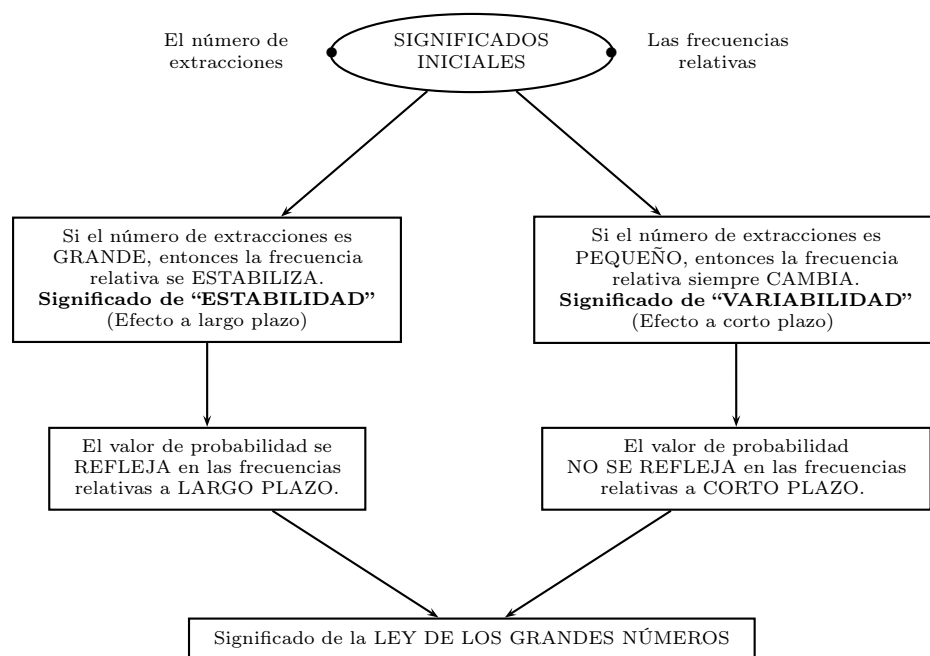 El número de
extracciones
SIGNIFICADOS
INICIALES
Las frecuencias
relativas
Si el número de extracciones es
GRANDE, entonces la frecuencia
relativa se ESTABILIZA.
Significado de “ESTABILIDAD”
(Efecto a largo plazo)
Si el número de extracciones es
PEQUEÑO, entonces la frecuencia
relativa siempre CAMBIA.
Significado de “VARIABILIDAD”
(Efecto a corto plazo)
El valor de probabilidad se
REFLEJA en las frecuencias
relativas a LARGO PLAZO.
El valor de probabilidad
NO SE REFLEJA en las frecuencias
relativas a CORTO PLAZO.
Significado de la LEY DE LOS GRANDES NÚMEROS